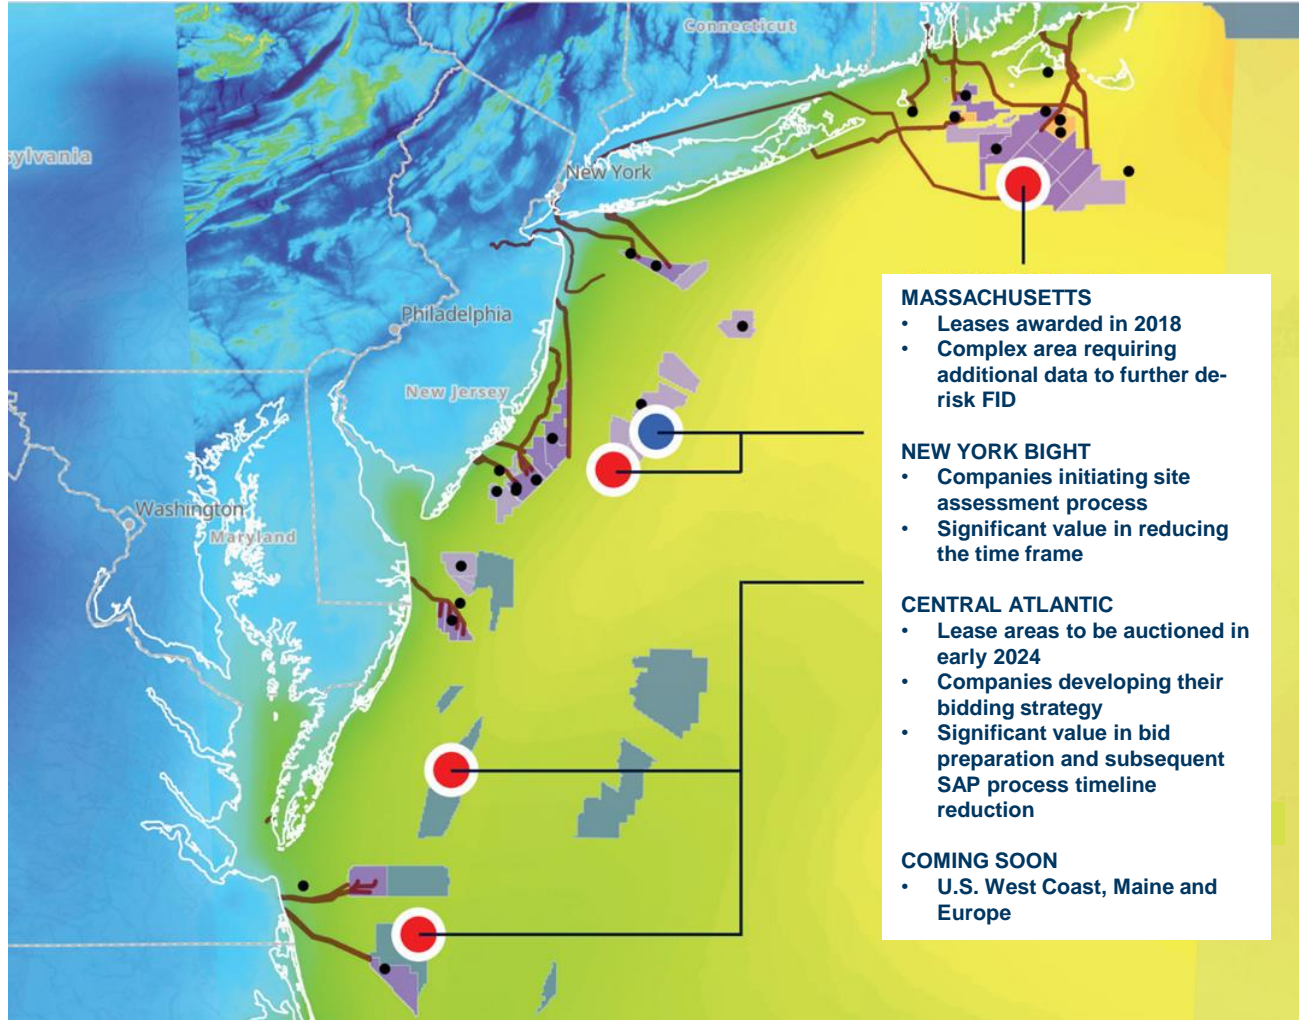 Connecticut
sylvania
New York
Philadelphia
New Jersey
Washington
Maryland
MASSACHUSETTS
• Leases awarded in 2018
• Complex area requiring
additional data to further de-
risk FID
NEW YORK BIGHT
• Companies initiating site
assessment process
• Significant value in reducing
the time frame
CENTRAL ATLANTIC
• Lease areas to be auctioned in
early 2024
• Companies developing their
bidding strategy
• Significant value in bid
preparation and subsequent
SAP process timeline
reduction
COMING SOON
• U.S. West Coast, Maine and
Europe